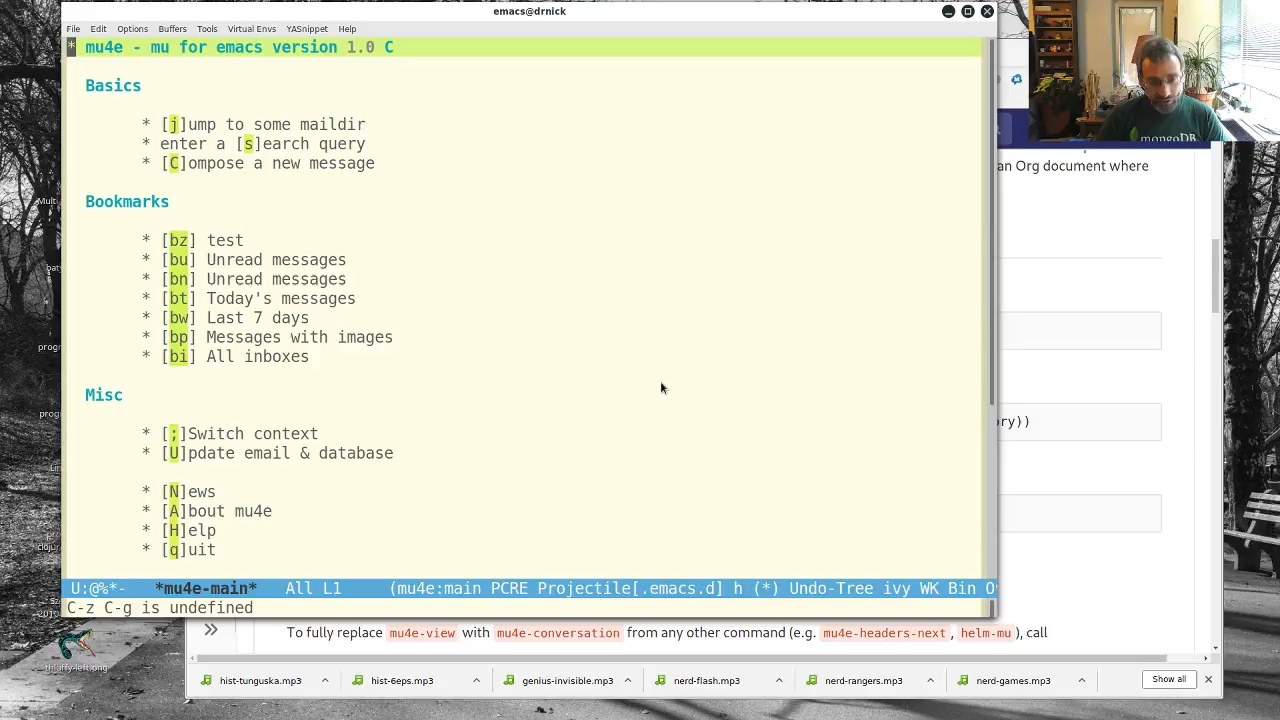 emacs@drnick
File Edit Options Buffers Tools Virtual Envs YASnippet Help
* mu4e - mu for emacs version 1.0 C
Basics
* [j]ump to some maildir
* enter a [s]earch query
* [C]ompose a new message
Bookmarks
* [bz] test
* [bu] Unread messages
* [bn] Unread messages
* [bt] Today's messages
* [bw] Last 7 days
* [bp] Messages with images
* [bi] All inboxes
Misc
* [;]Switch context
* [U]pdate email & database
* [N]ews
* [A]bout mu4e
* [H]elp
* [q]uit
U:@%*- *mu4e-main* All L1 (mu4e:main PCRE Projectile[.emacs.d] h (*) Undo-Tree ivy WK Bin O
C-z C-g is undefined
mongoDB
an Org document where
ry))
To fully replace mu4e-view with mu4e-conversation from any other command (e.g. mu4e-headers-next, helm-mu), call
thluffy-left.png
hist-tunguska.mp3 hist-6eps.mp3 genius-invisible.mp3 nerd-flash.mp3 nerd-rangers.mp3 nerd-games.mp3 Show all